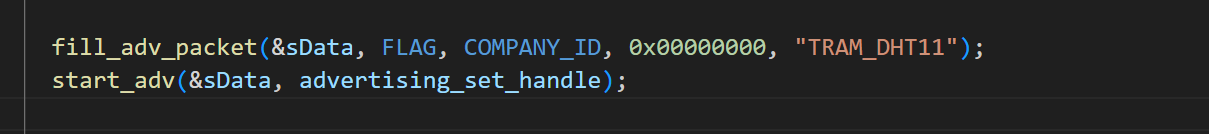 fill_adv_packet(&sData, FLAG, COMPANY_ID, 0x00000000, "TRAM_DHT11");
start_adv(&sData, advertising_set_handle);